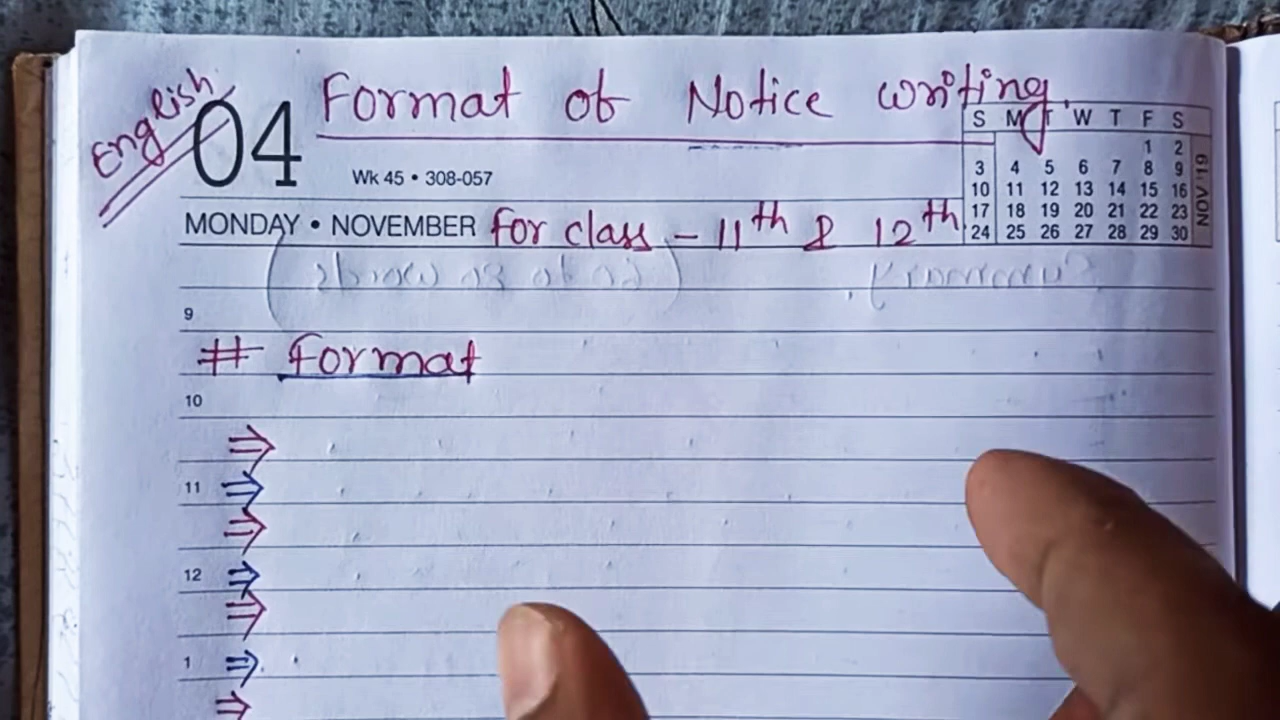 English
Format of Notice writing.
04
S M T W T F S
1 2
3 4 5 6 7 8 9
10 11 12 13 14 15 16
17 18 19 20 21 22 23
24 25 26 27 28 29 30
NOV '19
Wk 45 • 308-057
MONDAY • NOVEMBER for class - 11th & 12th
9
# Format
10
⇒
11 ⇒
⇒
12 ⇒
⇒
1 ⇒
⇒